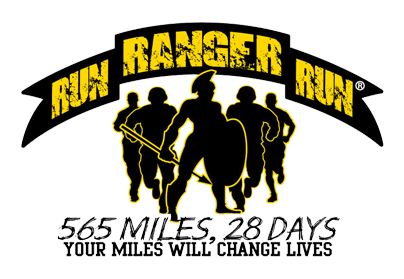 RUN RANGER RUN®
565 MILES, 28 DAYS
YOUR MILES WILL CHANGE LIVES